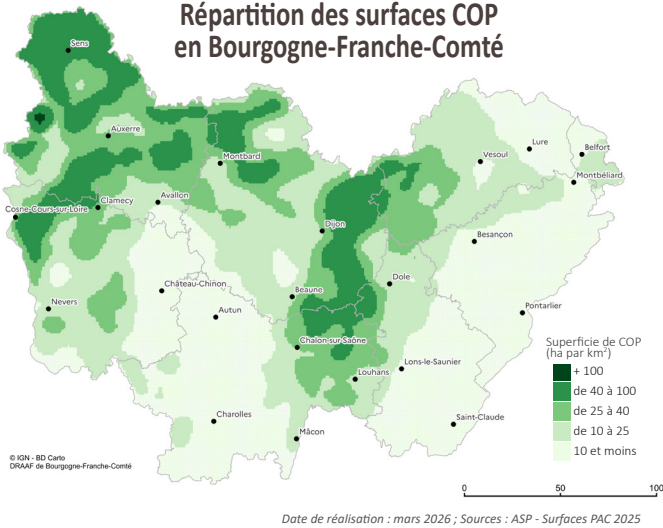 Répartition des surfaces COP
en Bourgogne-Franche-Comté
Sens
Auxerre
Montbard
Vesoul
Lure
Belfort
Montbéliard
Avallon
Clamecy
Cosne-Cours-sur-Loire
Dijon
Besançon
Château-Chinon
Beaune
Dole
Nevers
Autun
Pontarlier
Chalon-sur-Saône
Lons-le-Saunier
Louhans
Charolles
Mâcon
Saint-Claude
Superficie de COP
(ha par km²)
+ 100
de 40 à 100
de 25 à 40
de 10 à 25
10 et moins
© IGN - BD Carto
DRAAF de Bourgogne-Franche-Comté
0 50 100
Date de réalisation : mars 2026 ; Sources : ASP - Surfaces PAC 2025